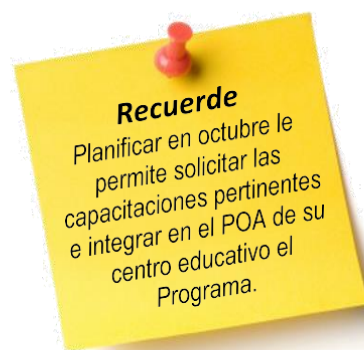 Recuerde
Planificar en octubre le
permite solicitar las
capacitaciones pertinentes
e integrar en el POA de su
centro educativo el
Programa.